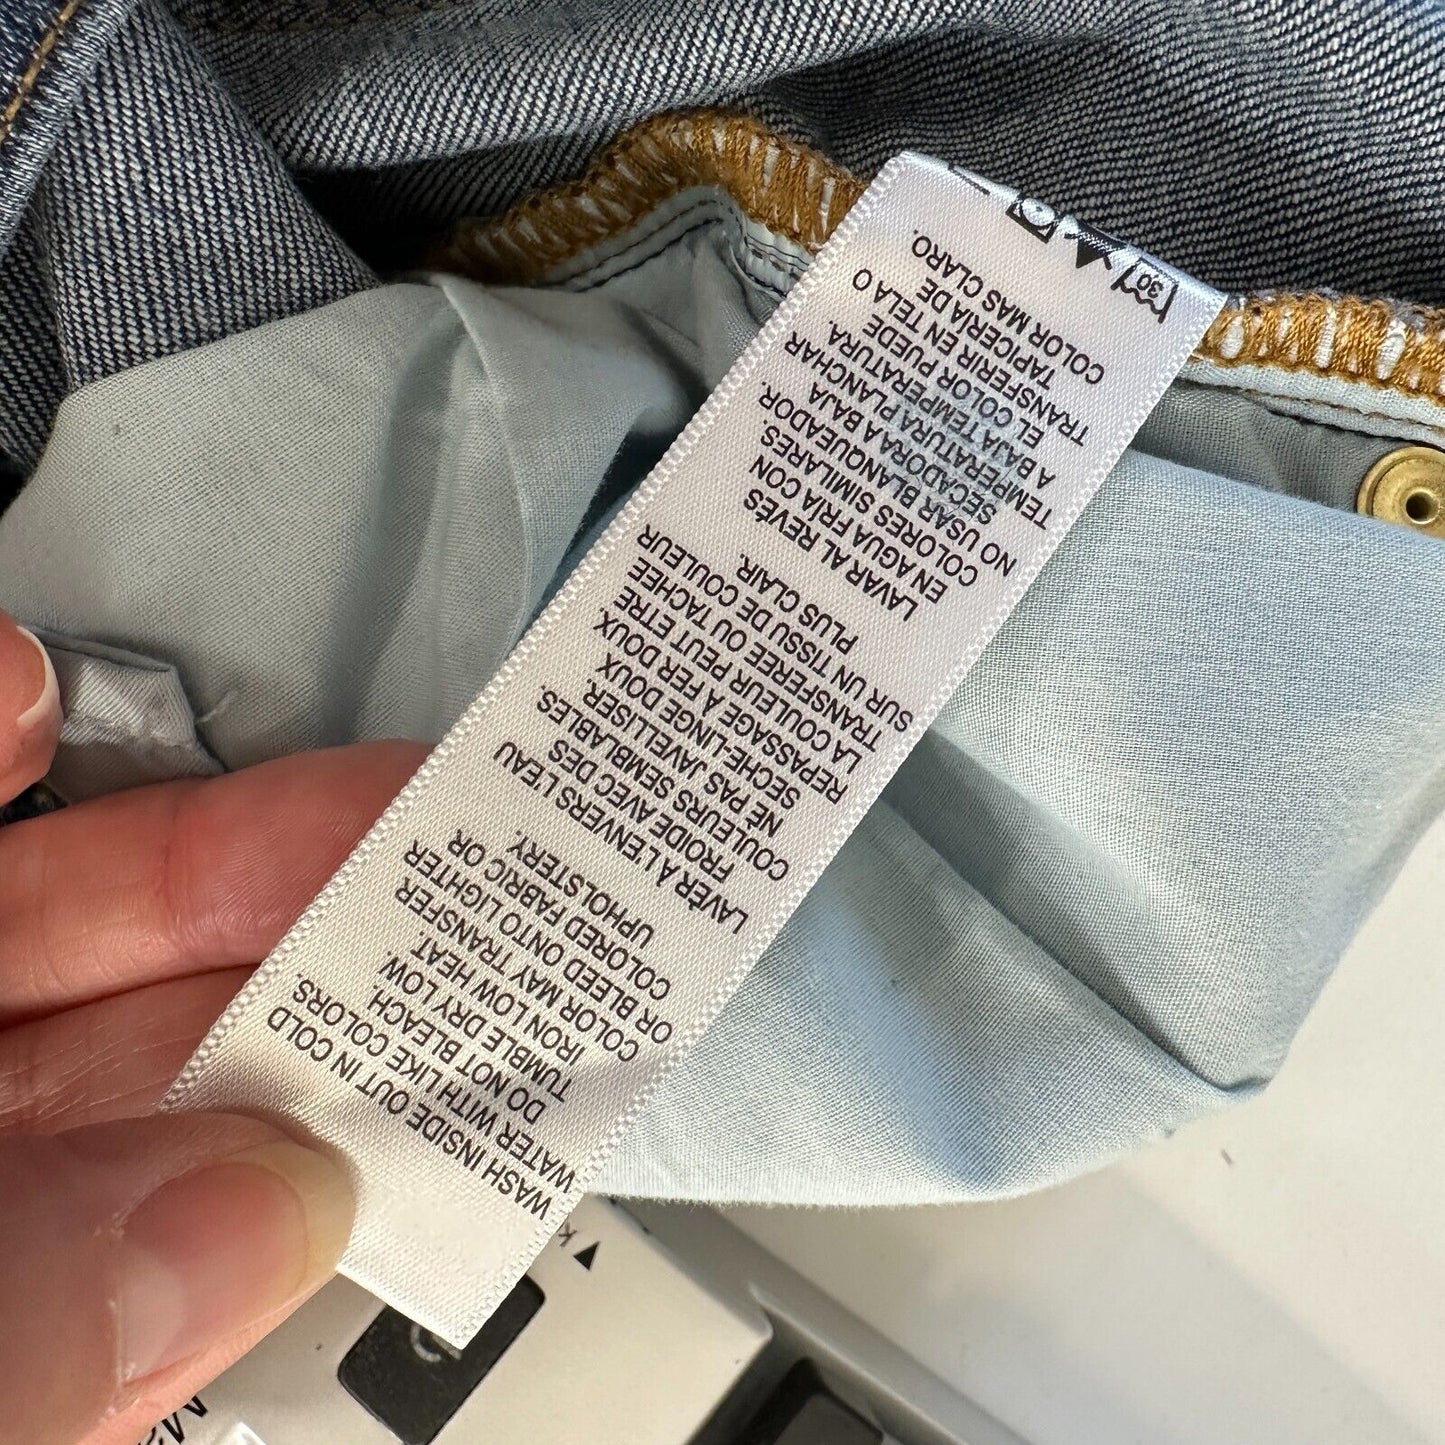 WASH INSIDE OUT IN COLD
WATER WITH LIKE COLORS.
DO NOT BLEACH.
TUMBLE DRY LOW.
IRON LOW HEAT.
COLOR MAY TRANSFER
OR BLEED ONTO LIGHTER
COLORED FABRIC OR
UPHOLSTERY.
LAVER À L'ENVERS L'EAU
FROIDE AVEC DES
COULEURS SEMBLABLES
NE PAS JAVELLISER.
SECHE-LINGE DOUX
REPASSAGE A FER DOUX
LA COULEUR PEUT ETRE
TRANSFEREE OU TACHEE
SUR UN TISSU DE COULEUR
PLUS CLAIR.
LAVAR AL REVÉS
EN AGUA FRÍA CON
COLORES SIMILARES
NO USAR BLANQUEADOR.
SECADORA A BAJA
TEMPERATURA PLANCHAR
A BAJA TEMPERATURA.
EL COLOR PUEDE
TRANSFERIR EN TELA O
TAPICERÍA DE
COLOR MAS CLARO.
30